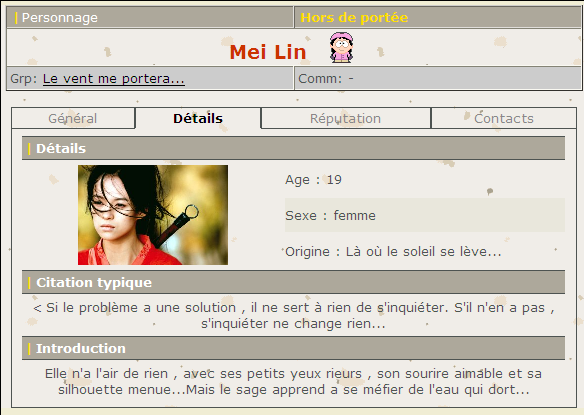 | Personnage
Hors de portée
Mei Lin
Grp: Le vent me portera...
Comm: -
Général
Détails
Réputation
Contacts
| Détails
Age : 19
Sexe : femme
Origine : Là où le soleil se lève...
| Citation typique
< Si le problème a une solution , il ne sert à rien de s'inquiéter. S'il n'en a pas ,
s'inquiéter ne change rien...
| Introduction
Elle n'a l'air de rien , avec ses petits yeux rieurs , son sourire aimable et sa
silhouette menue...Mais le sage apprend a se méfier de l'eau qui dort...